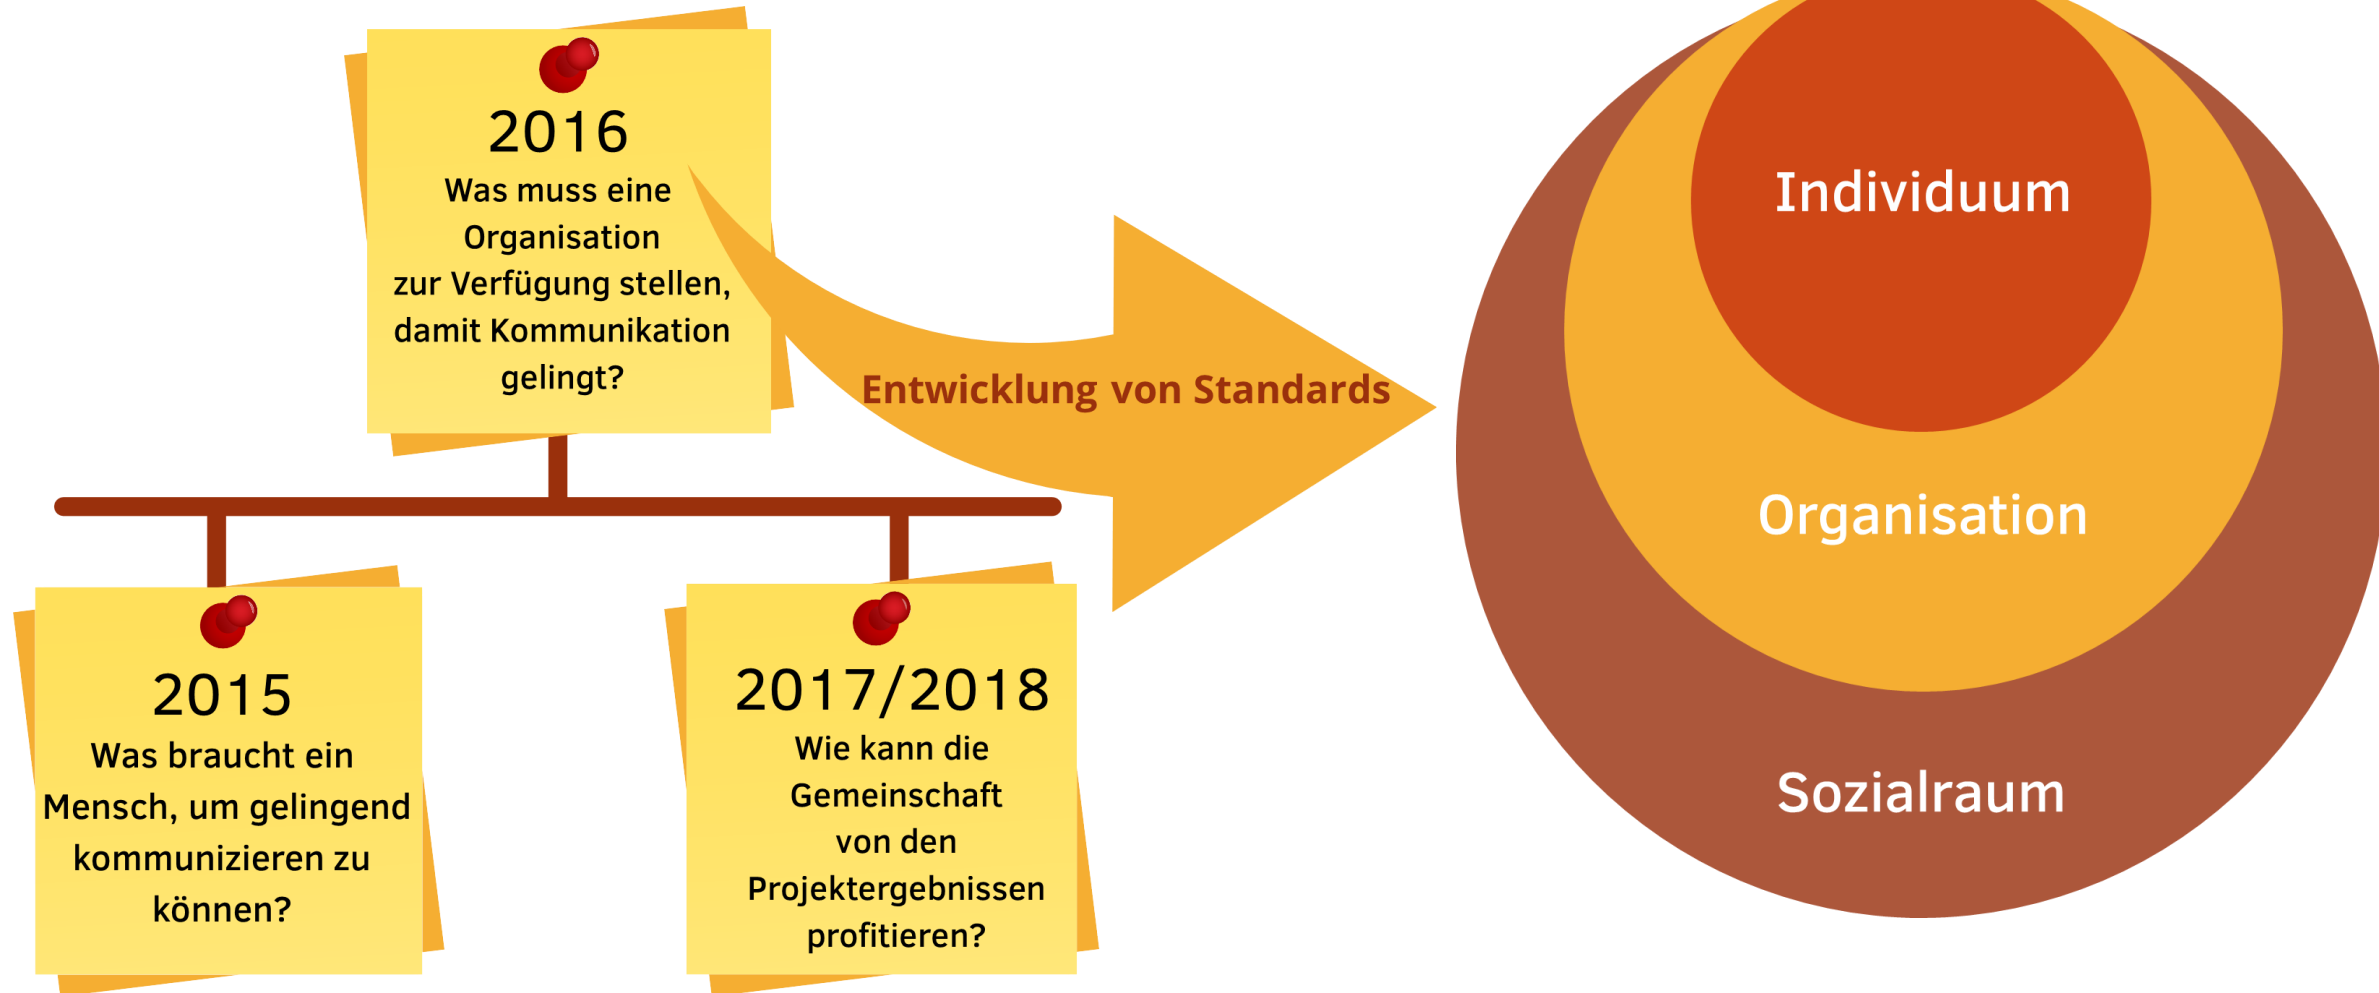 2016
Was muss eine
Organisation
zur Verfügung stellen,
damit Kommunikation
gelingt?
Entwicklung von Standards
2015
Was braucht ein
Mensch, um gelingend
kommunizieren zu
können?
2017/2018
Wie kann die
Gemeinschaft
von den
Projektergebnissen
profitieren?
Individuum
Organisation
Sozialraum